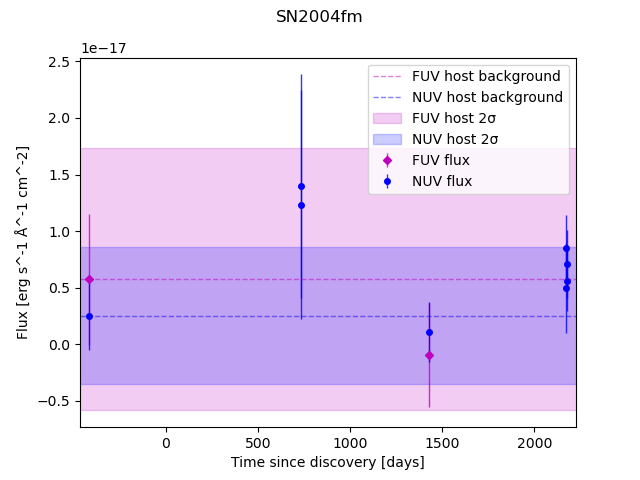 SN2004fm
1e−17
2.5
2.0
1.5
1.0
0.5
0.0
−0.5
Flux [erg s^-1 Å^-1 cm^-2]
FUV host background
NUV host background
FUV host 2σ
NUV host 2σ
FUV flux
NUV flux
0 500 1000 1500 2000
Time since discovery [days]